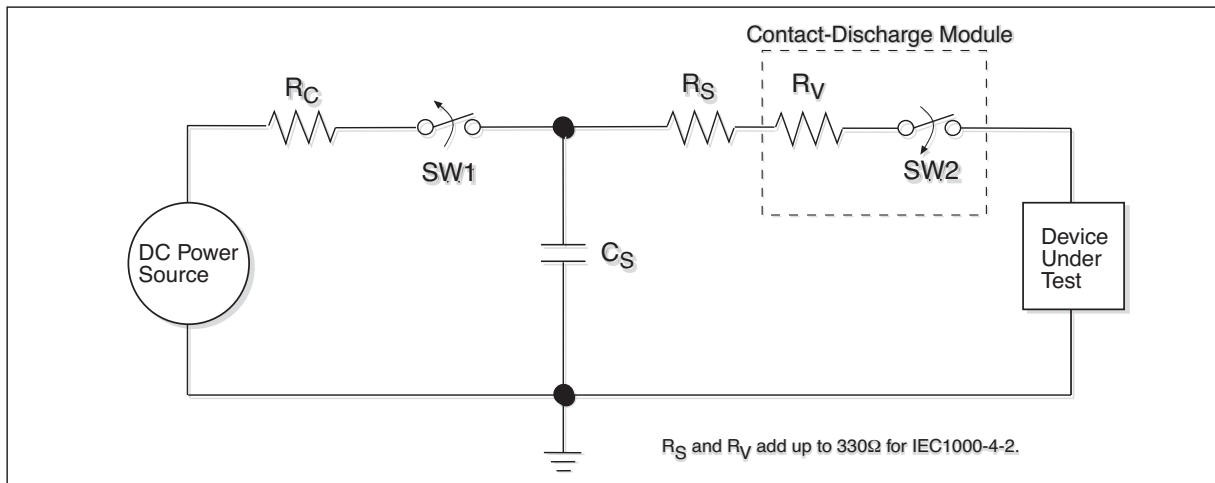 Contact-Discharge Module
RC
RS
RV
SW1
SW2
CS
DC Power
Source
Device
Under
Test
RS and RV add up to 330Ω for IEC1000-4-2.